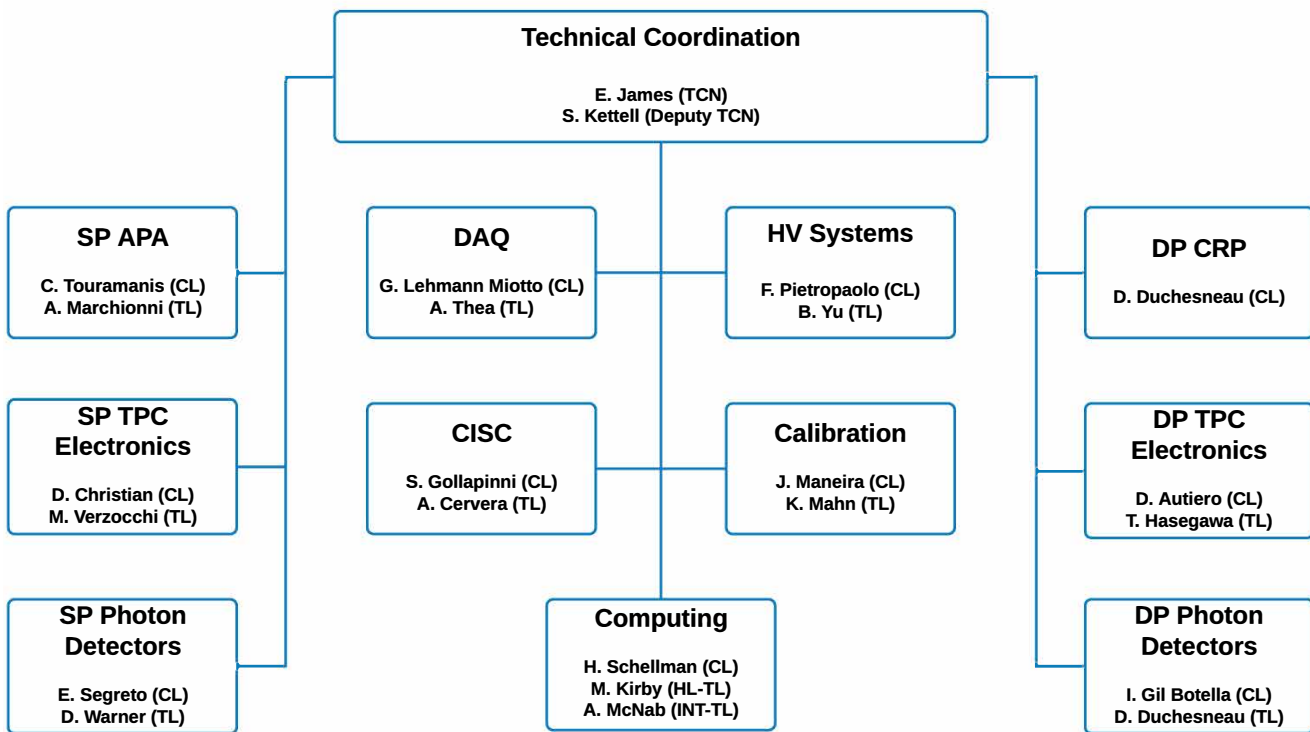 Technical Coordination
E. James (TCN)
S. Kettell (Deputy TCN)
SP APA
C. Touramanis (CL)
A. Marchionni (TL)
DAQ
G. Lehmann Miotto (CL)
A. Thea (TL)
HV Systems
F. Pietropaolo (CL)
B. Yu (TL)
DP CRP
D. Duchesneau (CL)
SP TPC
Electronics
D. Christian (CL)
M. Verzocchi (TL)
CISC
S. Gollapinni (CL)
A. Cervera (TL)
Calibration
J. Maneira (CL)
K. Mahn (TL)
DP TPC
Electronics
D. Autiero (CL)
T. Hasegawa (TL)
SP Photon
Detectors
E. Segreto (CL)
D. Warner (TL)
Computing
H. Schellman (CL)
M. Kirby (HL-TL)
A. McNab (INT-TL)
DP Photon
Detectors
I. Gil Botella (CL)
D. Duchesneau (TL)